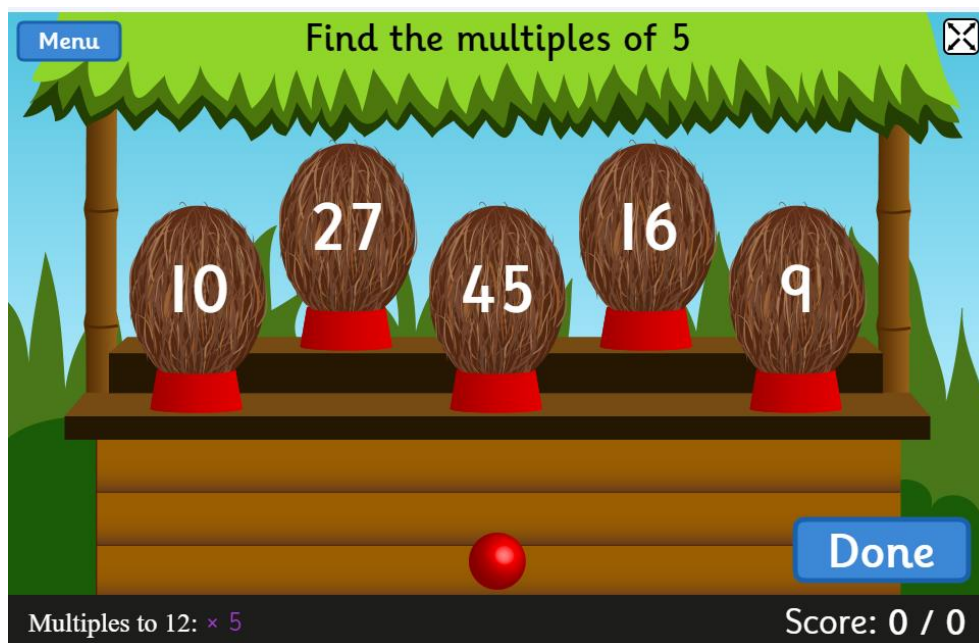 Menu
Find the multiples of 5
27
16
10
45
9
Done
Multiples to 12: × 5
Score: 0 / 0